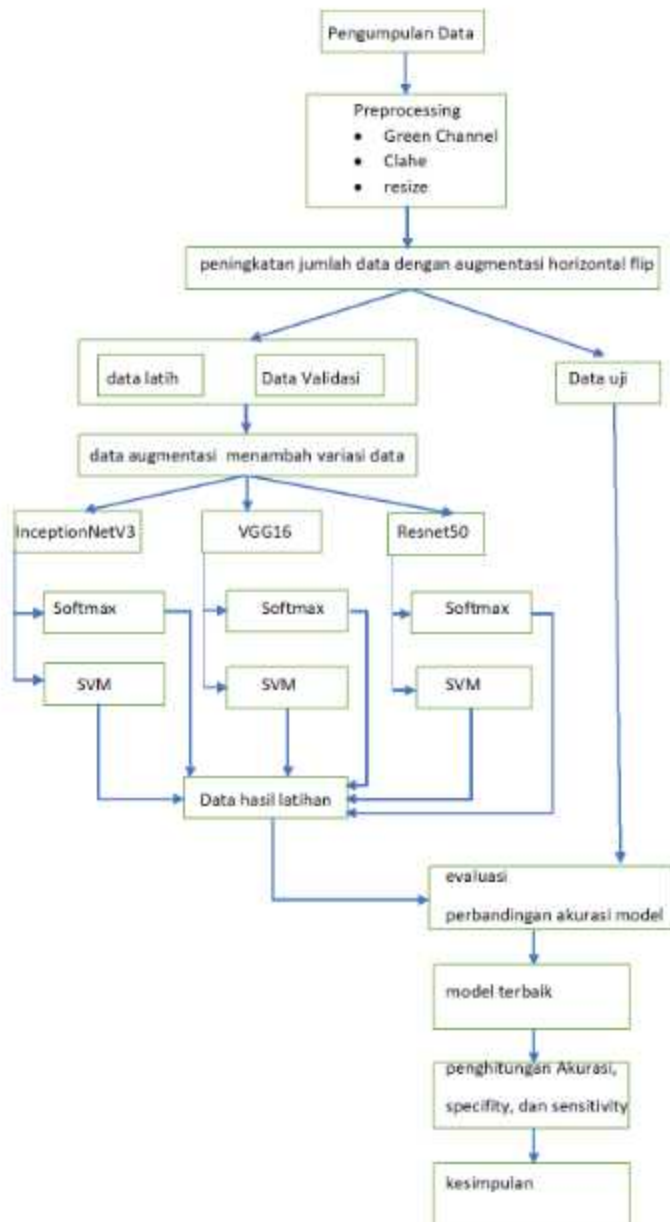 Pengumpulan Data
Preprocessing
• Green Channel
• Clahe
• resize
peningkatan jumlah data dengan augmentasi horizontal flip
data latih
Data Validasi
Data uji
data augmentasi menambah variasi data
InceptionNetV3
VGG16
Resnet50
Softmax
Softmax
Softmax
SVM
SVM
SVM
Data hasil latihan
evaluasi
perbandingan akurasi model
model terbaik
penghitungan Akurasi,
specifity, dan sensitivity
kesimpulan